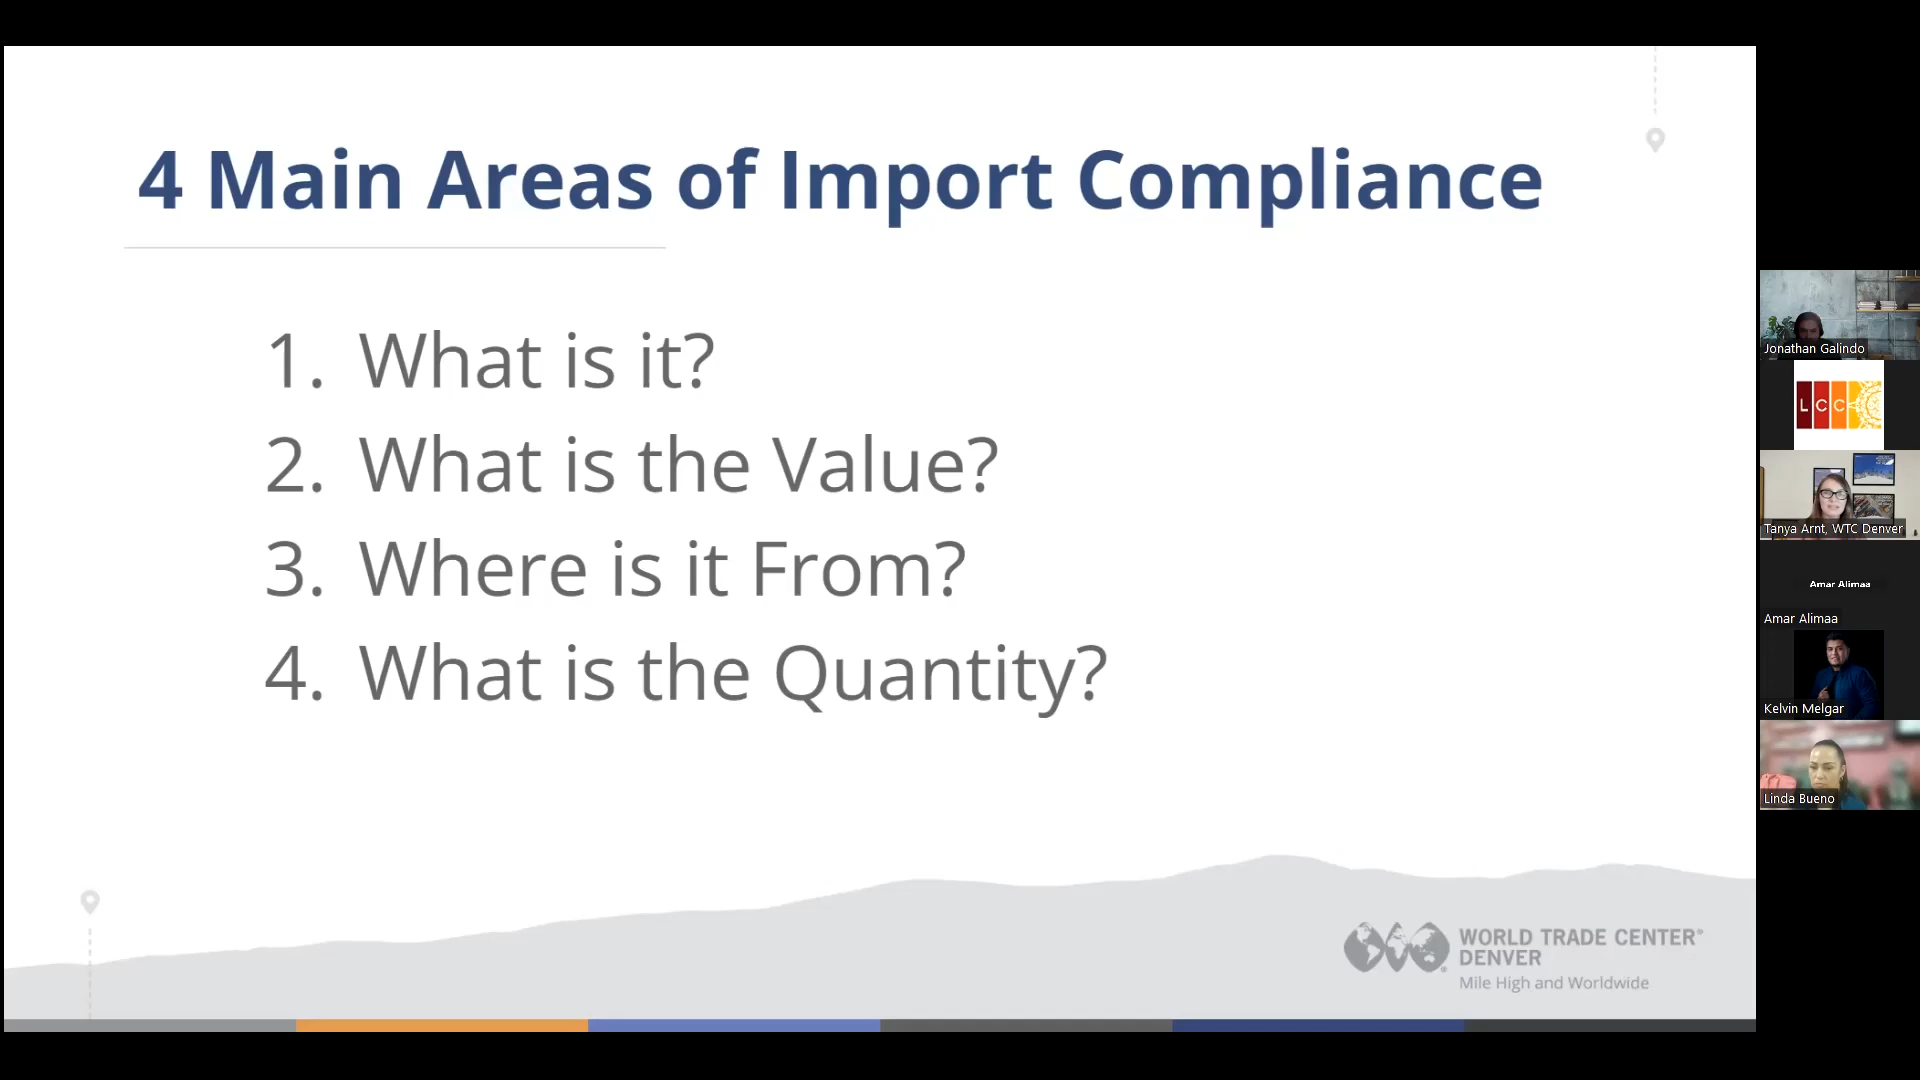 4 Main Areas of Import Compliance
1. What is it?
2. What is the Value?
3. Where is it From?
4. What is the Quantity?
WORLD TRADE CENTER®
DENVER
Mile High and Worldwide
Jonathan Galindo
LCC
Tanya Arnt, WTC Denver
Amar Alimaa
Amar Alimaa
Kelvin Melgar
Linda Bueno